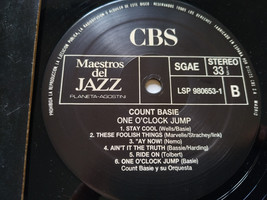 CBS
Maestros
del
JAZZ
PLANETA-AGOSTINI
SGAE
STEREO
33
LSP 980653-1
B
COUNT BASIE
ONE O'CLOCK JUMP
1. STAY COOL (Wells/Basie)
2. THESE FOOLISH THINGS (Marvelle/Strachey/link)
3. "AY NOW! (Nemo)
4. AIN'T IT THE TRUTH (Bassie/Harding)
5. RIDE ON (Tolbert)
6. ONE O'CLOCK JUMP (Basie)
Count Basie y su Orquesta